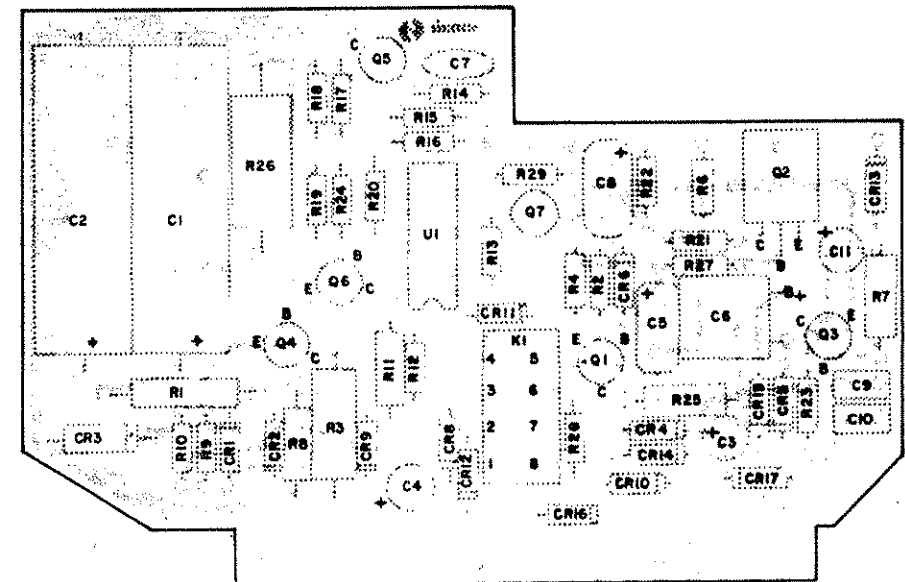 C Q5 C7
R14
R18 R17
R15
R16
R26
R29 C8 + R22 R6 Q2 CR13
C2 C1 R19 R24 R20 U1 Q7
R13 R21 C E + C11
B Q6 E C
R4 R2 CR6 R27 B
+ C5 C6 B + R7
CR11 C Q3 E B
B E Q4 C
K1 E B Q1 C
+ +
R11 R12
4 5
3 6
2 7
1 8
R1 R3 R25 CR5 R23 C9
C10
CR3 R10 R9 CR1 CR2 R8 CR9 CR8 CR12 CR4 + C3
CR14
+ C4 CR10 CR17
CR16